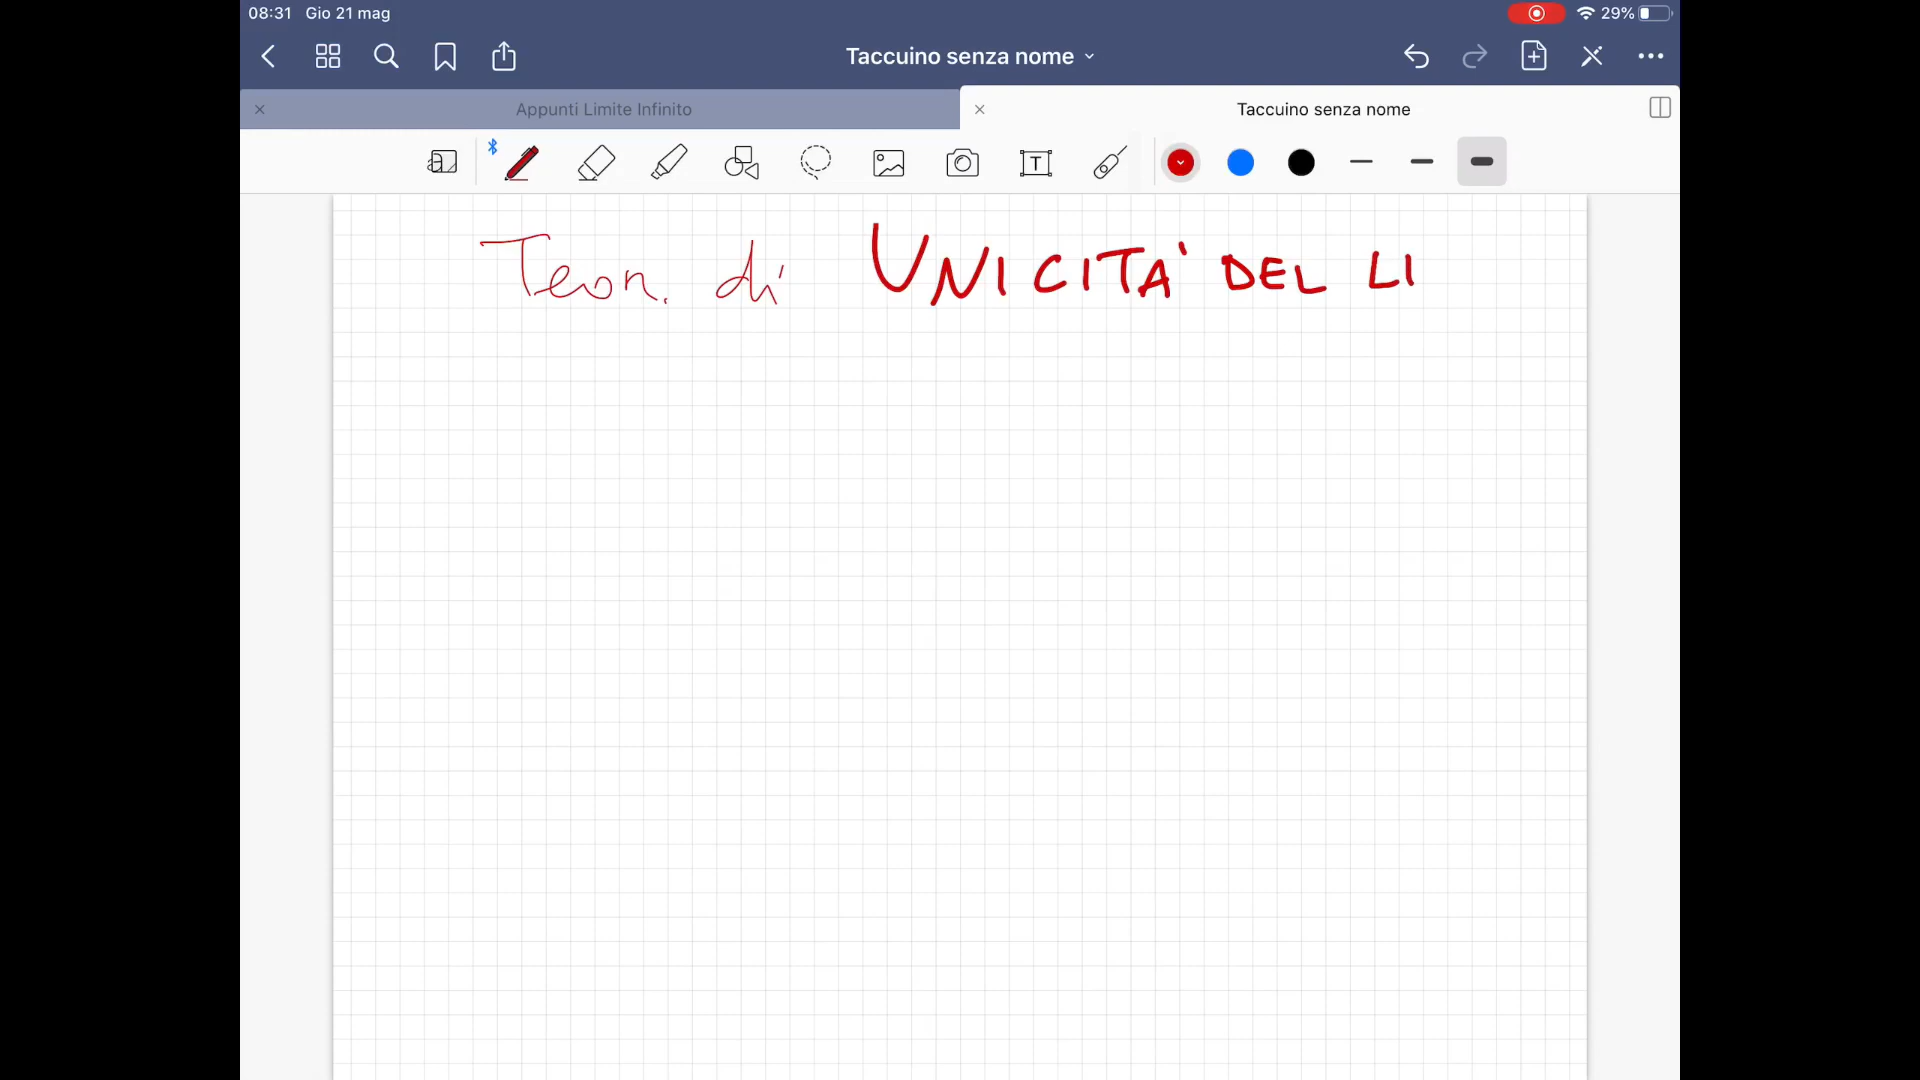 08:31 Gio 21 mag 29%
Taccuino senza nome
Appunti Limite Infinito Taccuino senza nome
Teor. di UNICITÀ DEL LI